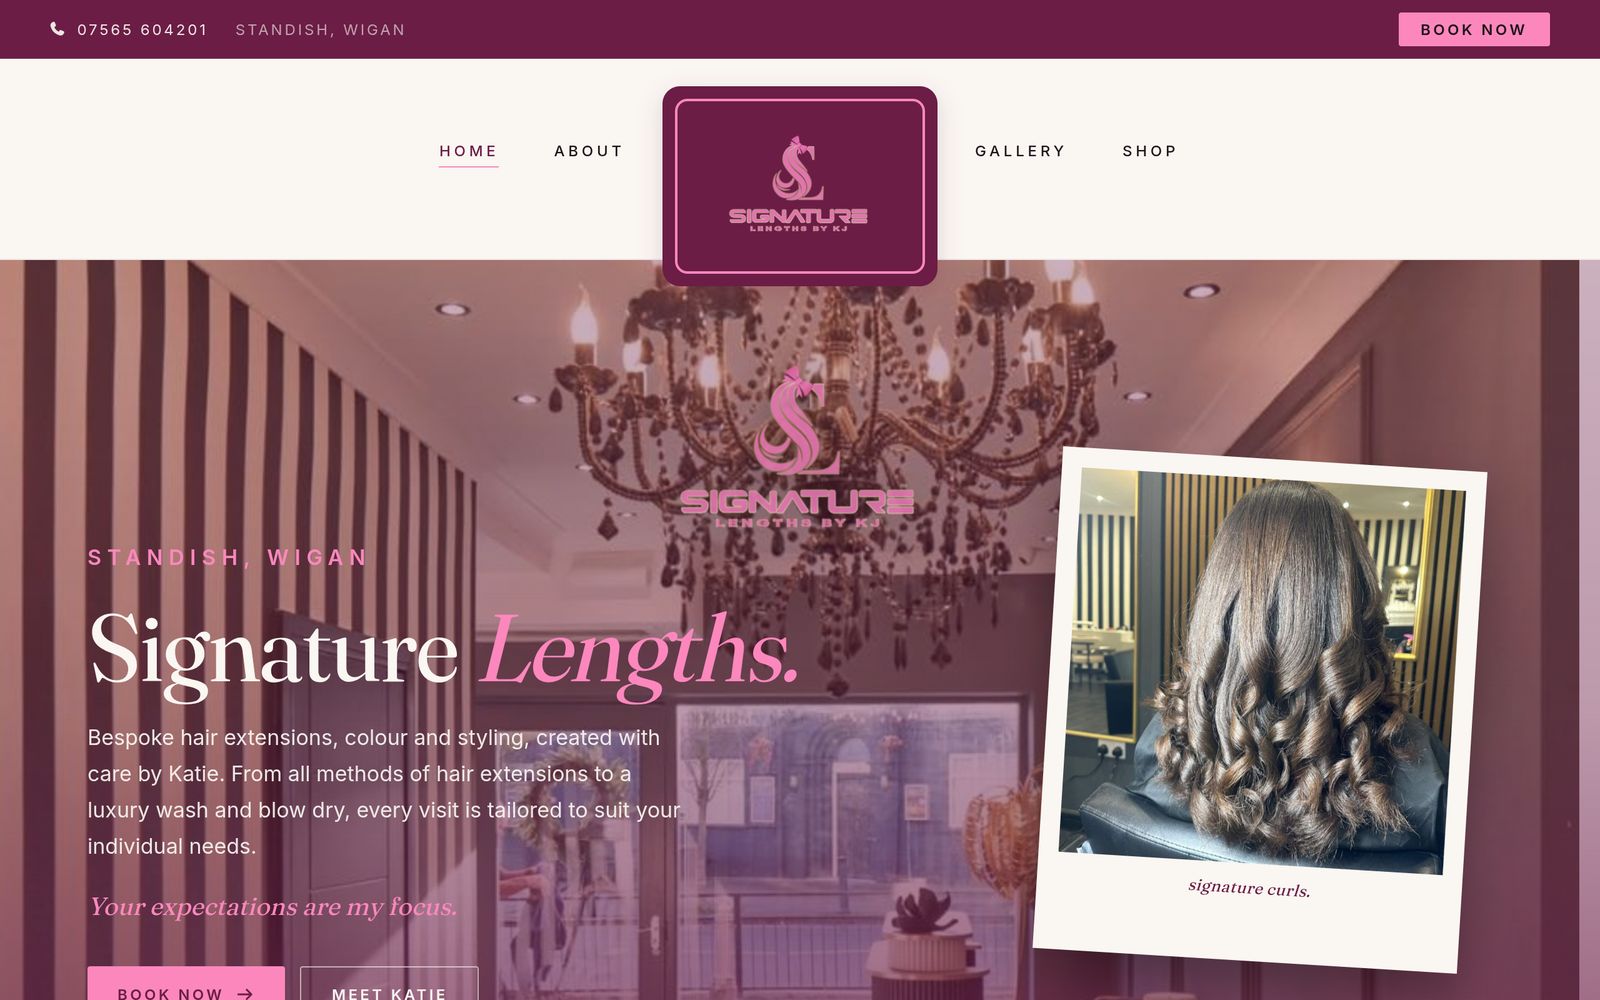 07565 604201 STANDISH, WIGAN BOOK NOW
HOME ABOUT GALLERY SHOP
SIGNATURE
LENGTHS BY KJ
SIGNATURE
LENGTHS BY KJ
STANDISH, WIGAN
Signature Lengths.
Bespoke hair extensions, colour and styling, created with
care by Katie. From all methods of hair extensions to a
luxury wash and blow dry, every visit is tailored to suit your
individual needs.
Your expectations are my focus.
BOOK NOW → MEET KATIE
signature curls.